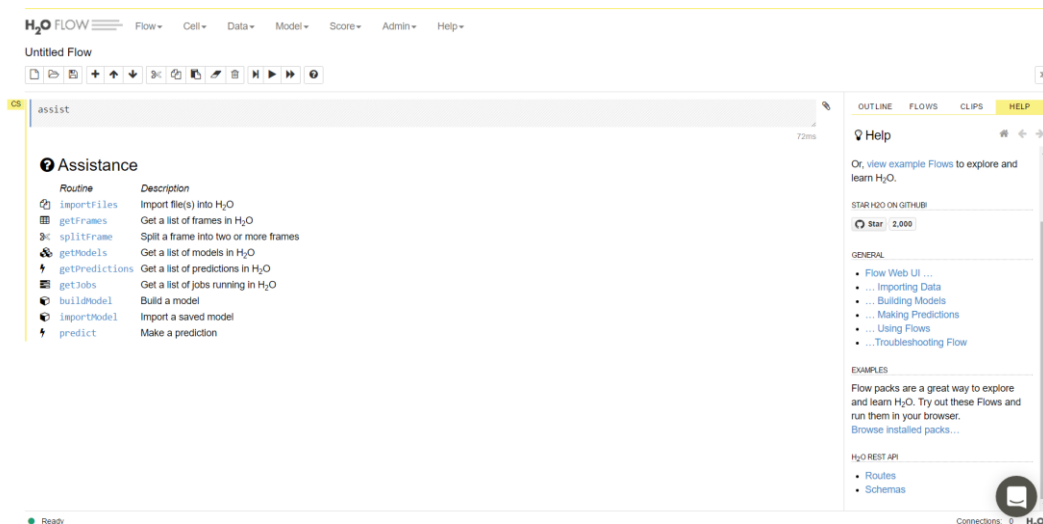 H2O FLOW Flow Cell Data Model Score Admin Help
Untitled Flow
CS
assist
72ms
Assistance
Routine Description
importFiles Import file(s) into H2O
getFrames Get a list of frames in H2O
splitFrame Split a frame into two or more frames
getModels Get a list of models in H2O
getPredictions Get a list of predictions in H2O
getJobs Get a list of jobs running in H2O
buildModel Build a model
importModel Import a saved model
predict Make a prediction
OUTLINE FLOWS CLIPS HELP
Help
Or, view example Flows to explore and
learn H2O.
STAR H2O ON GITHUB!
Star 2,000
GENERAL
• Flow Web UI ...
• ... Importing Data
• ... Building Models
• ... Making Predictions
• ... Using Flows
• ...Troubleshooting Flow
EXAMPLES
Flow packs are a great way to explore
and learn H2O. Try out these Flows and
run them in your browser.
Browse installed packs...
H2O REST API
• Routes
• Schemas
Ready
Connections: 0 H2O